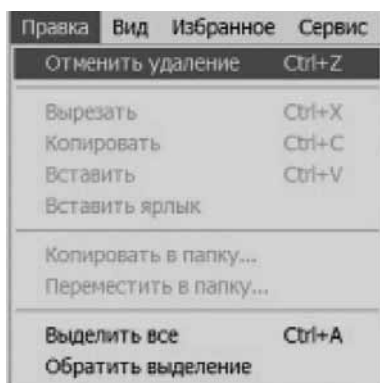 Правка Вид Избранное Сервис
Отменить удаление Ctrl+Z
Вырезать Ctrl+X
Копировать Ctrl+C
Вставить Ctrl+V
Вставить ярлык
Копировать в папку...
Переместить в папку...
Выделить все Ctrl+A
Обратить выделение